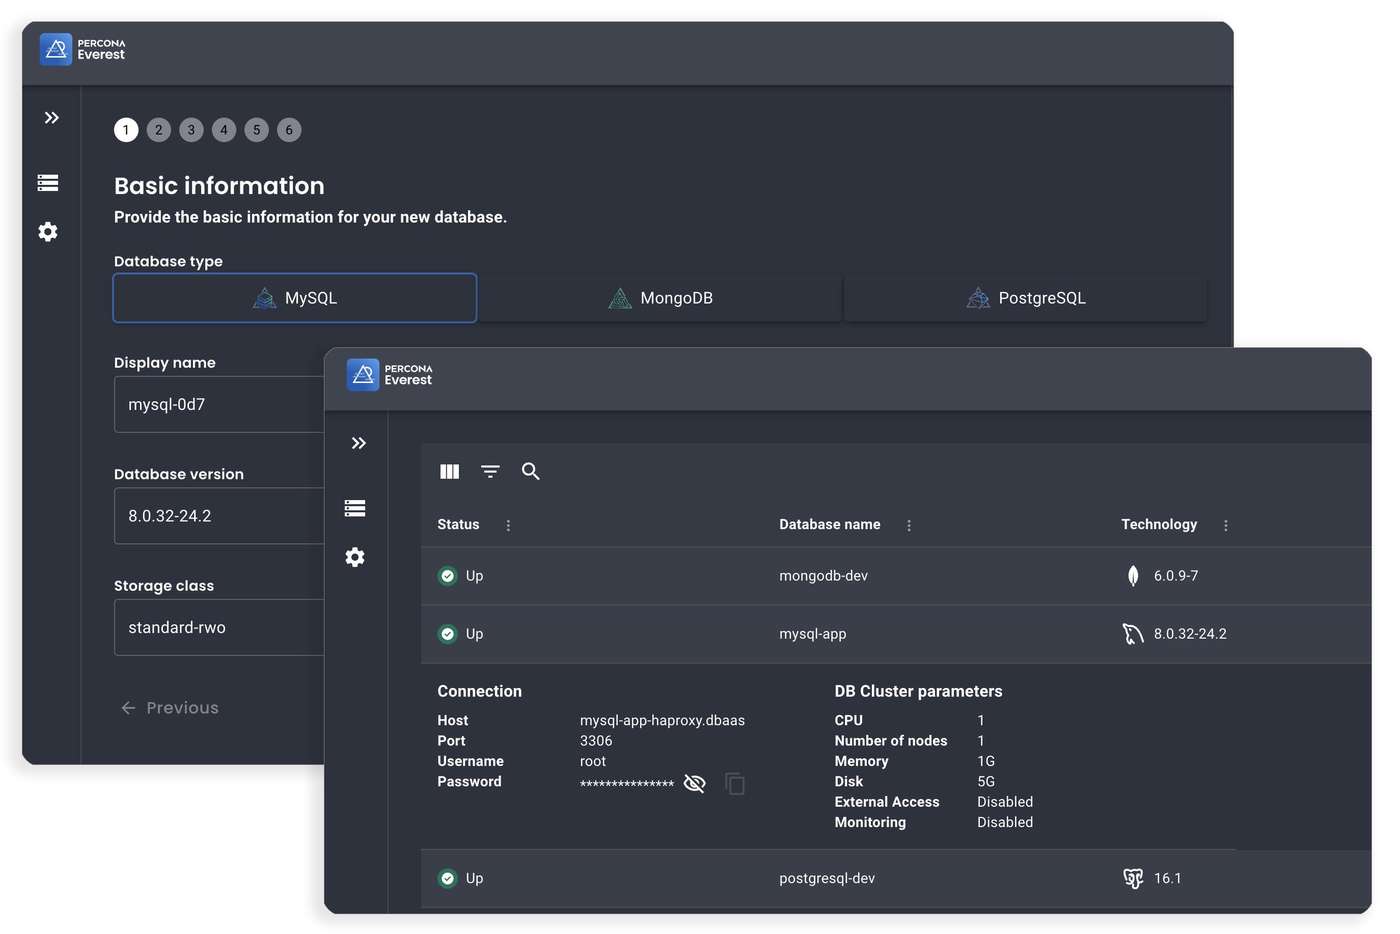 PERCONA
Everest
1 2 3 4 5 6
Basic information
Provide the basic information for your new database.
Database type
MySQL MongoDB PostgreSQL
Display name
mysql-0d7
Database version
8.0.32-24.2
Storage class
standard-rwo
Previous
PERCONA
Everest
Status Database name Technology
Up mongodb-dev 6.0.9-7
Up mysql-app 8.0.32-24.2
Connection DB Cluster parameters
Host mysql-app-haproxy.dbaas CPU 1
Port 3306 Number of nodes 1
Username root Memory 1G
Password *************** Disk 5G
External Access Disabled
Monitoring Disabled
Up postgresql-dev 16.1